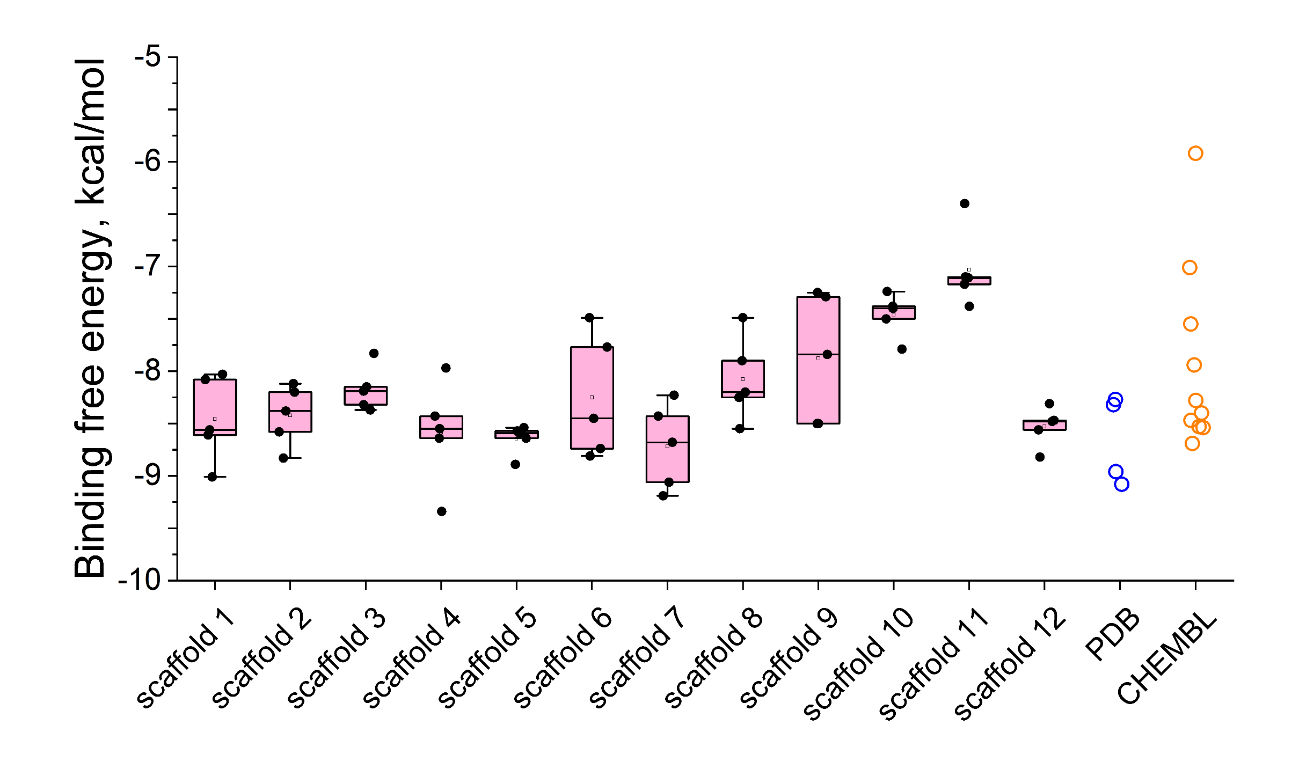 Binding free energy, kcal/mol
-5
-6
-7
-8
-9
-10
scaffold 1
scaffold 2
scaffold 3
scaffold 4
scaffold 5
scaffold 6
scaffold 7
scaffold 8
scaffold 9
scaffold 10
scaffold 11
scaffold 12
PDB
CHEMBL